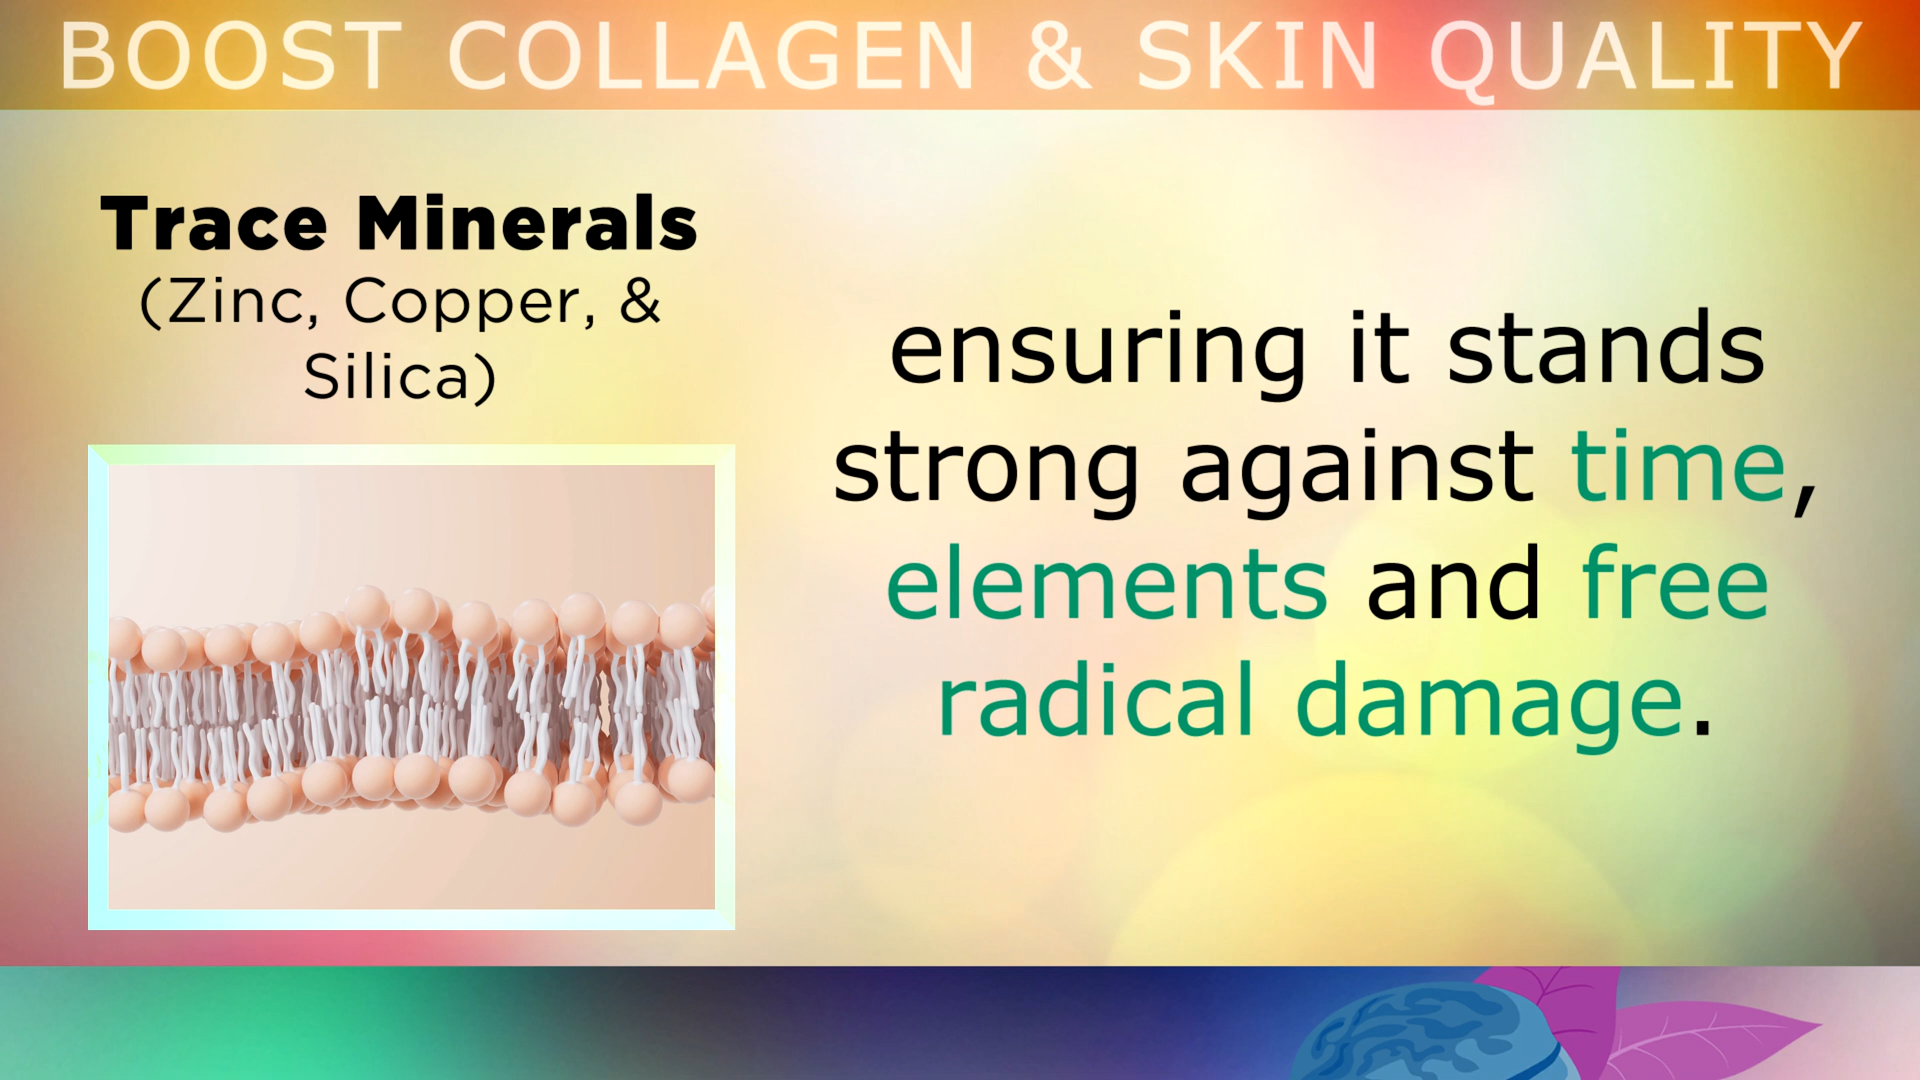 BOOST COLLAGEN & SKIN QUALITY
Trace Minerals
(Zinc, Copper, &
Silica)
ensuring it stands
strong against time,
elements and free
radical damage.